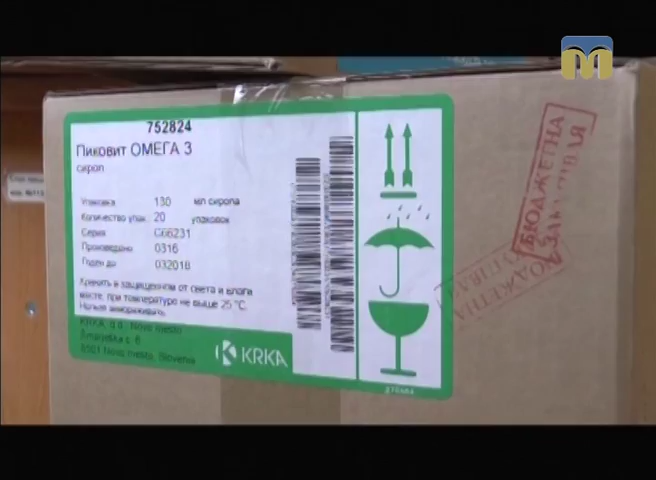 M
752824
Пиковит ОМЕГА 3
сироп
Упаковка 130 мл сиропа
Количество упак. 20 упаковок
Серия C66231
Произведено 0316
Годен до 032018
Хранить в защищенном от света и влаги
месте, при температуре не выше 25 °C.
Нельзя замораживать.
KRKA, d.d., Novo mesto
Šmarješka c. 6
8501 Novo mesto, Slovenia
KRKA
БЮДЖЕТНА